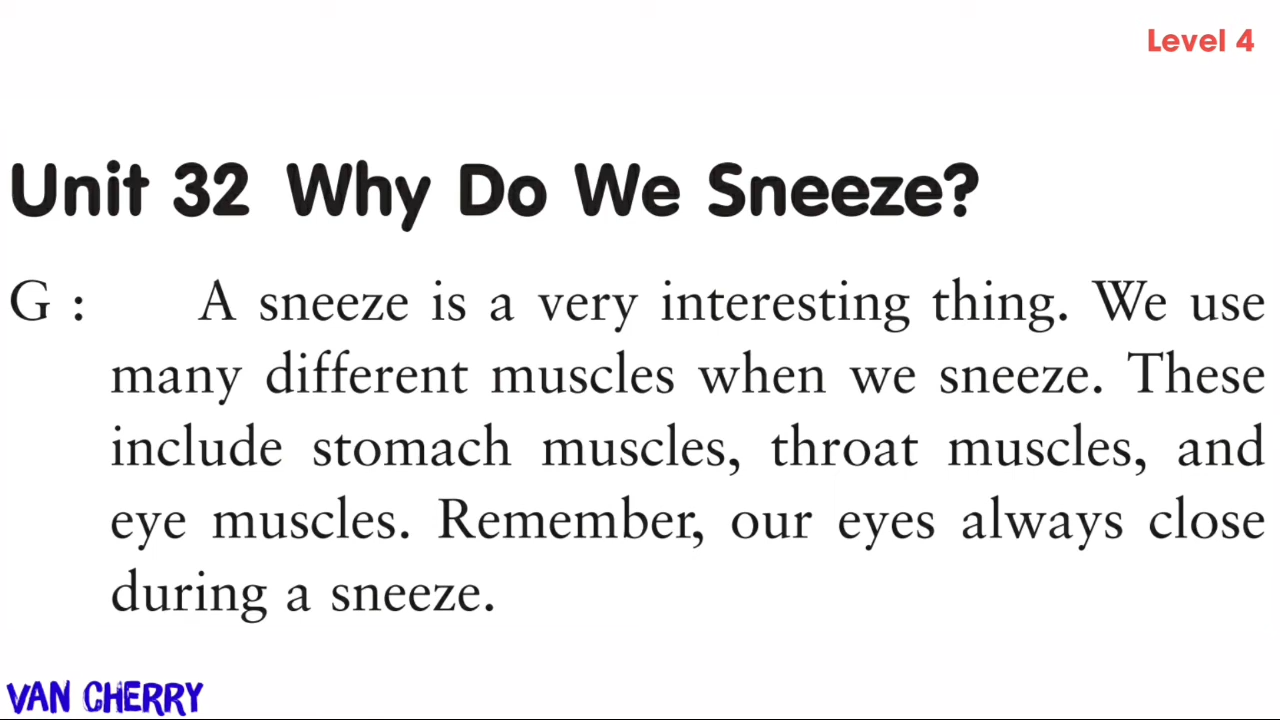 Level 4
Unit 32 Why Do We Sneeze?
G : A sneeze is a very interesting thing. We use
many different muscles when we sneeze. These
include stomach muscles, throat muscles, and
eye muscles. Remember, our eyes always close
during a sneeze.
VAN CHERRY